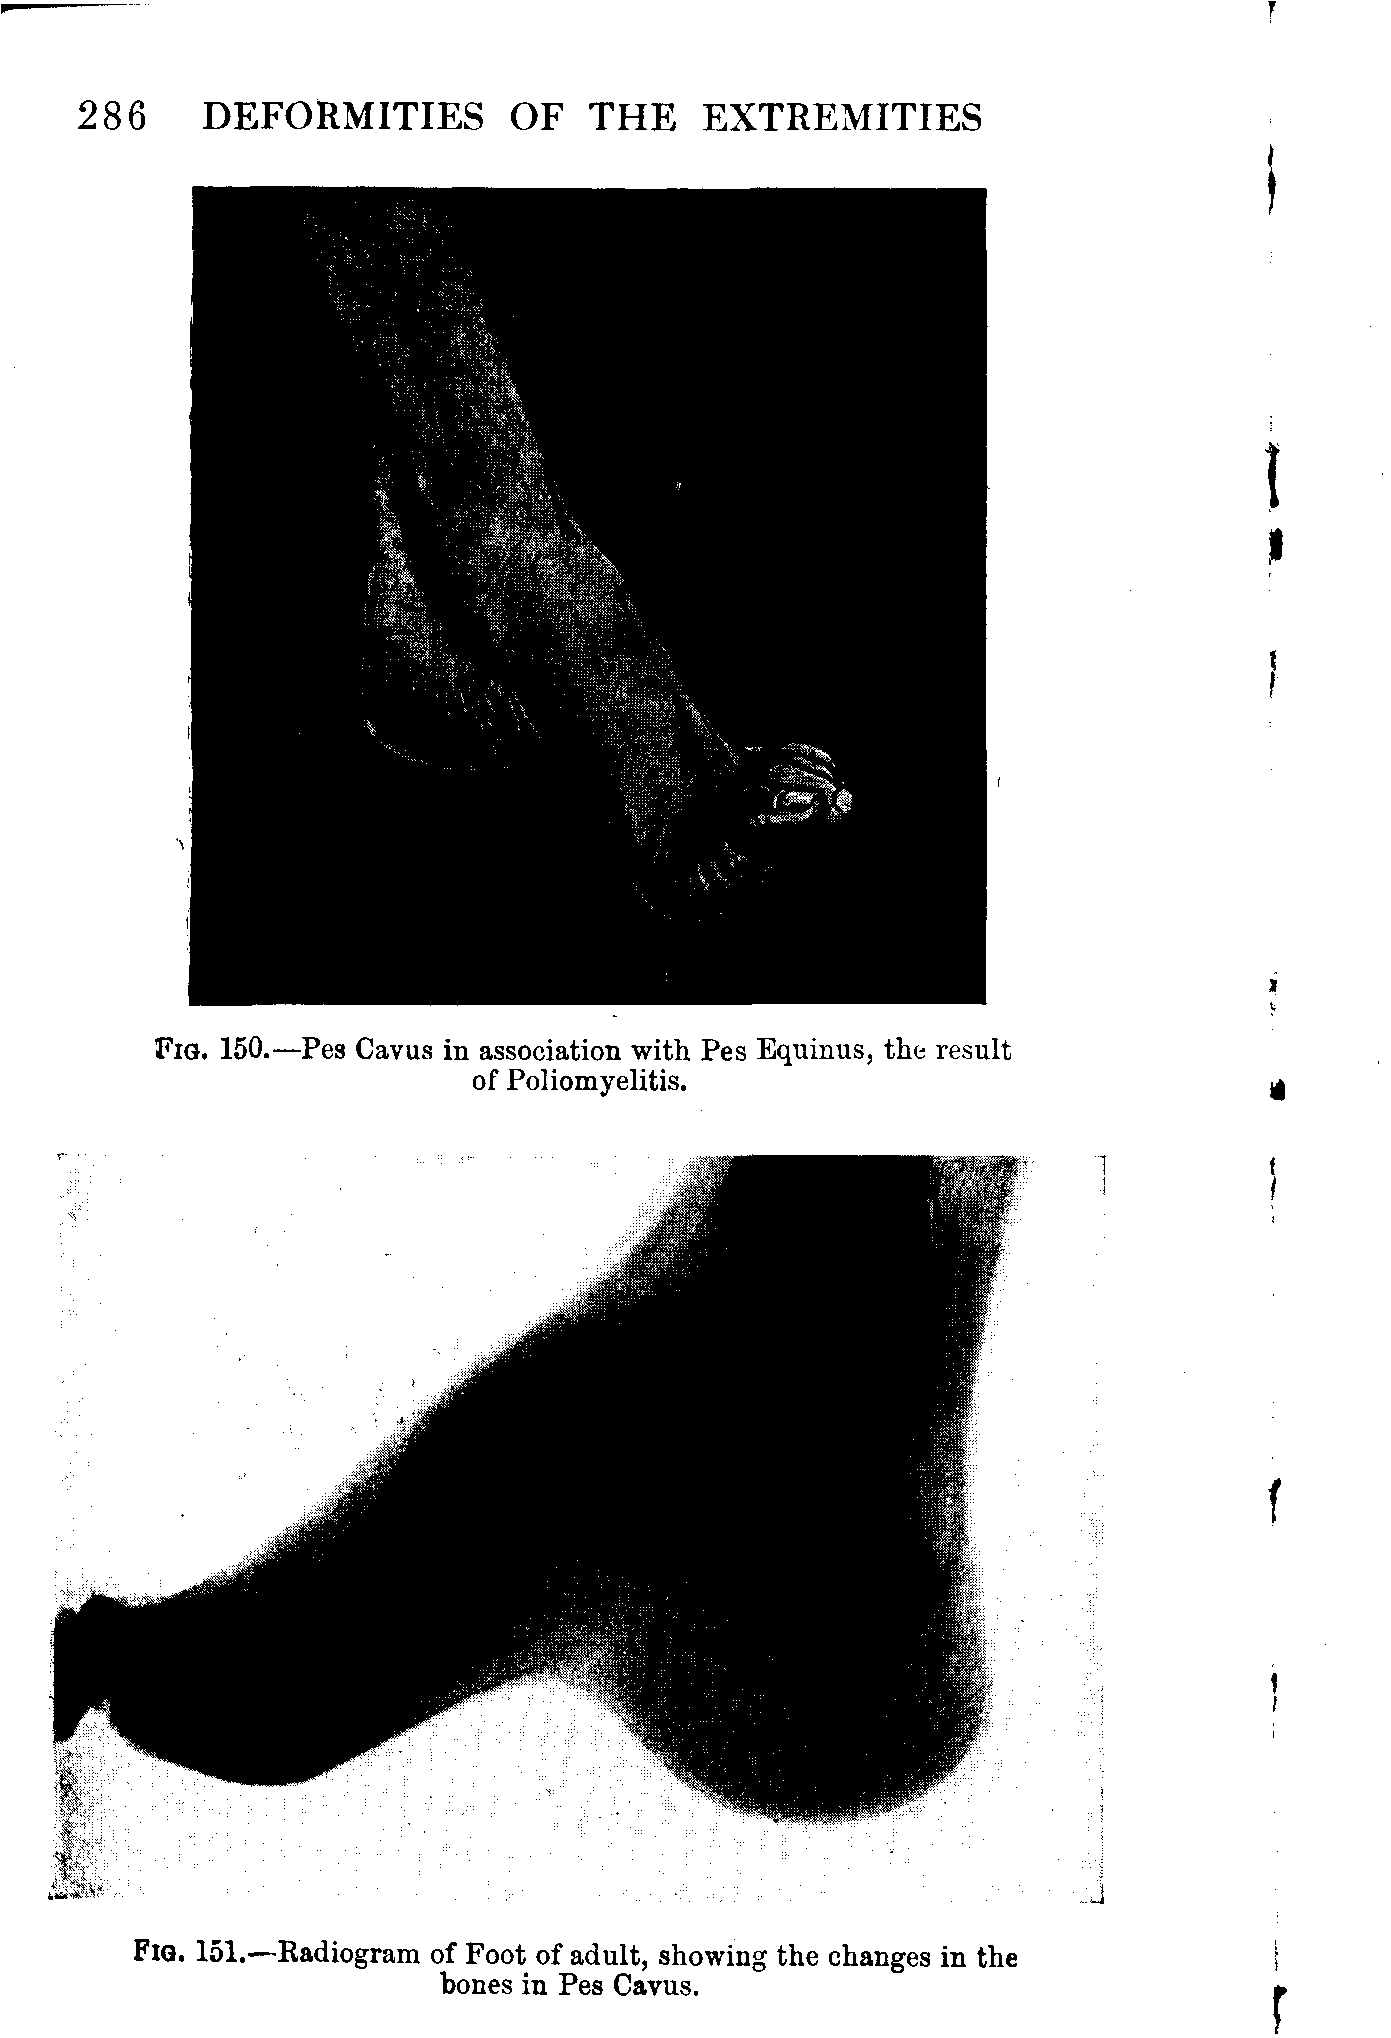 286 DEFORMITIES OF THE EXTREMITIES
FIG. 150.—Pes Cavus in association with Pes Equinus, the result
of Poliomyelitis.
FIG. 151.—Radiogram of Foot of adult, showing the changes in the
bones in Pes Cavus.